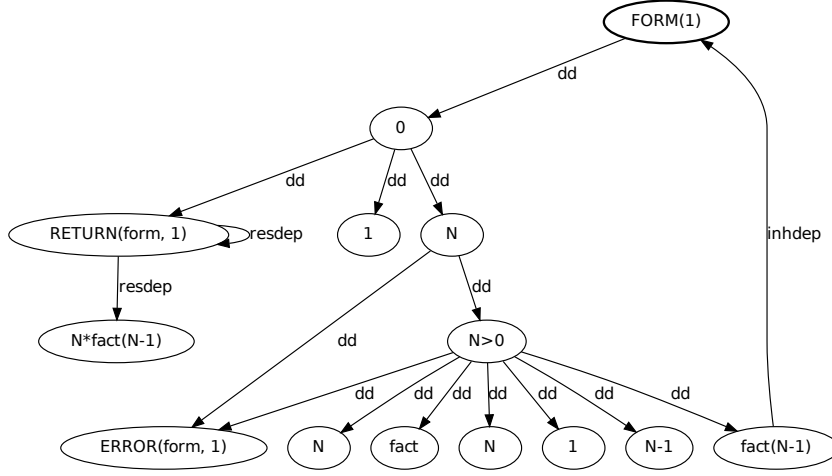 FORM(1)
dd
0
dd
dd
dd
RETURN(form, 1)
resdep
1
N
inhdep
resdep
dd
N*fact(N-1)
dd
N>0
dd
dd
dd
dd
dd
dd
dd
ERROR(form, 1)
N
fact
N
1
N-1
fact(N-1)